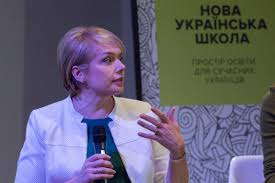 НОВА
УКРАЇНСЬКА
ШКОЛА
ПРОСТІР ОСВІТИ
ДЛЯ СУЧАСНИХ
УКРАЇНЦІВ